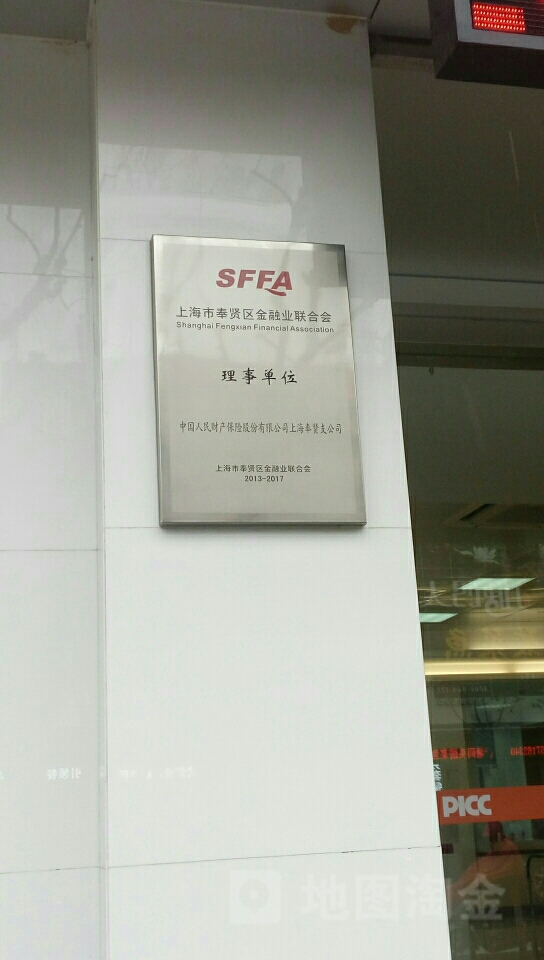 SFFA
上海市奉贤区金融业联合会
Shanghai Fengxian Financial Association
理事单位
中国人民财产保险股份有限公司上海奉贤支公司
上海市奉贤区金融业联合会
2013-2017
PICC
地图淘金